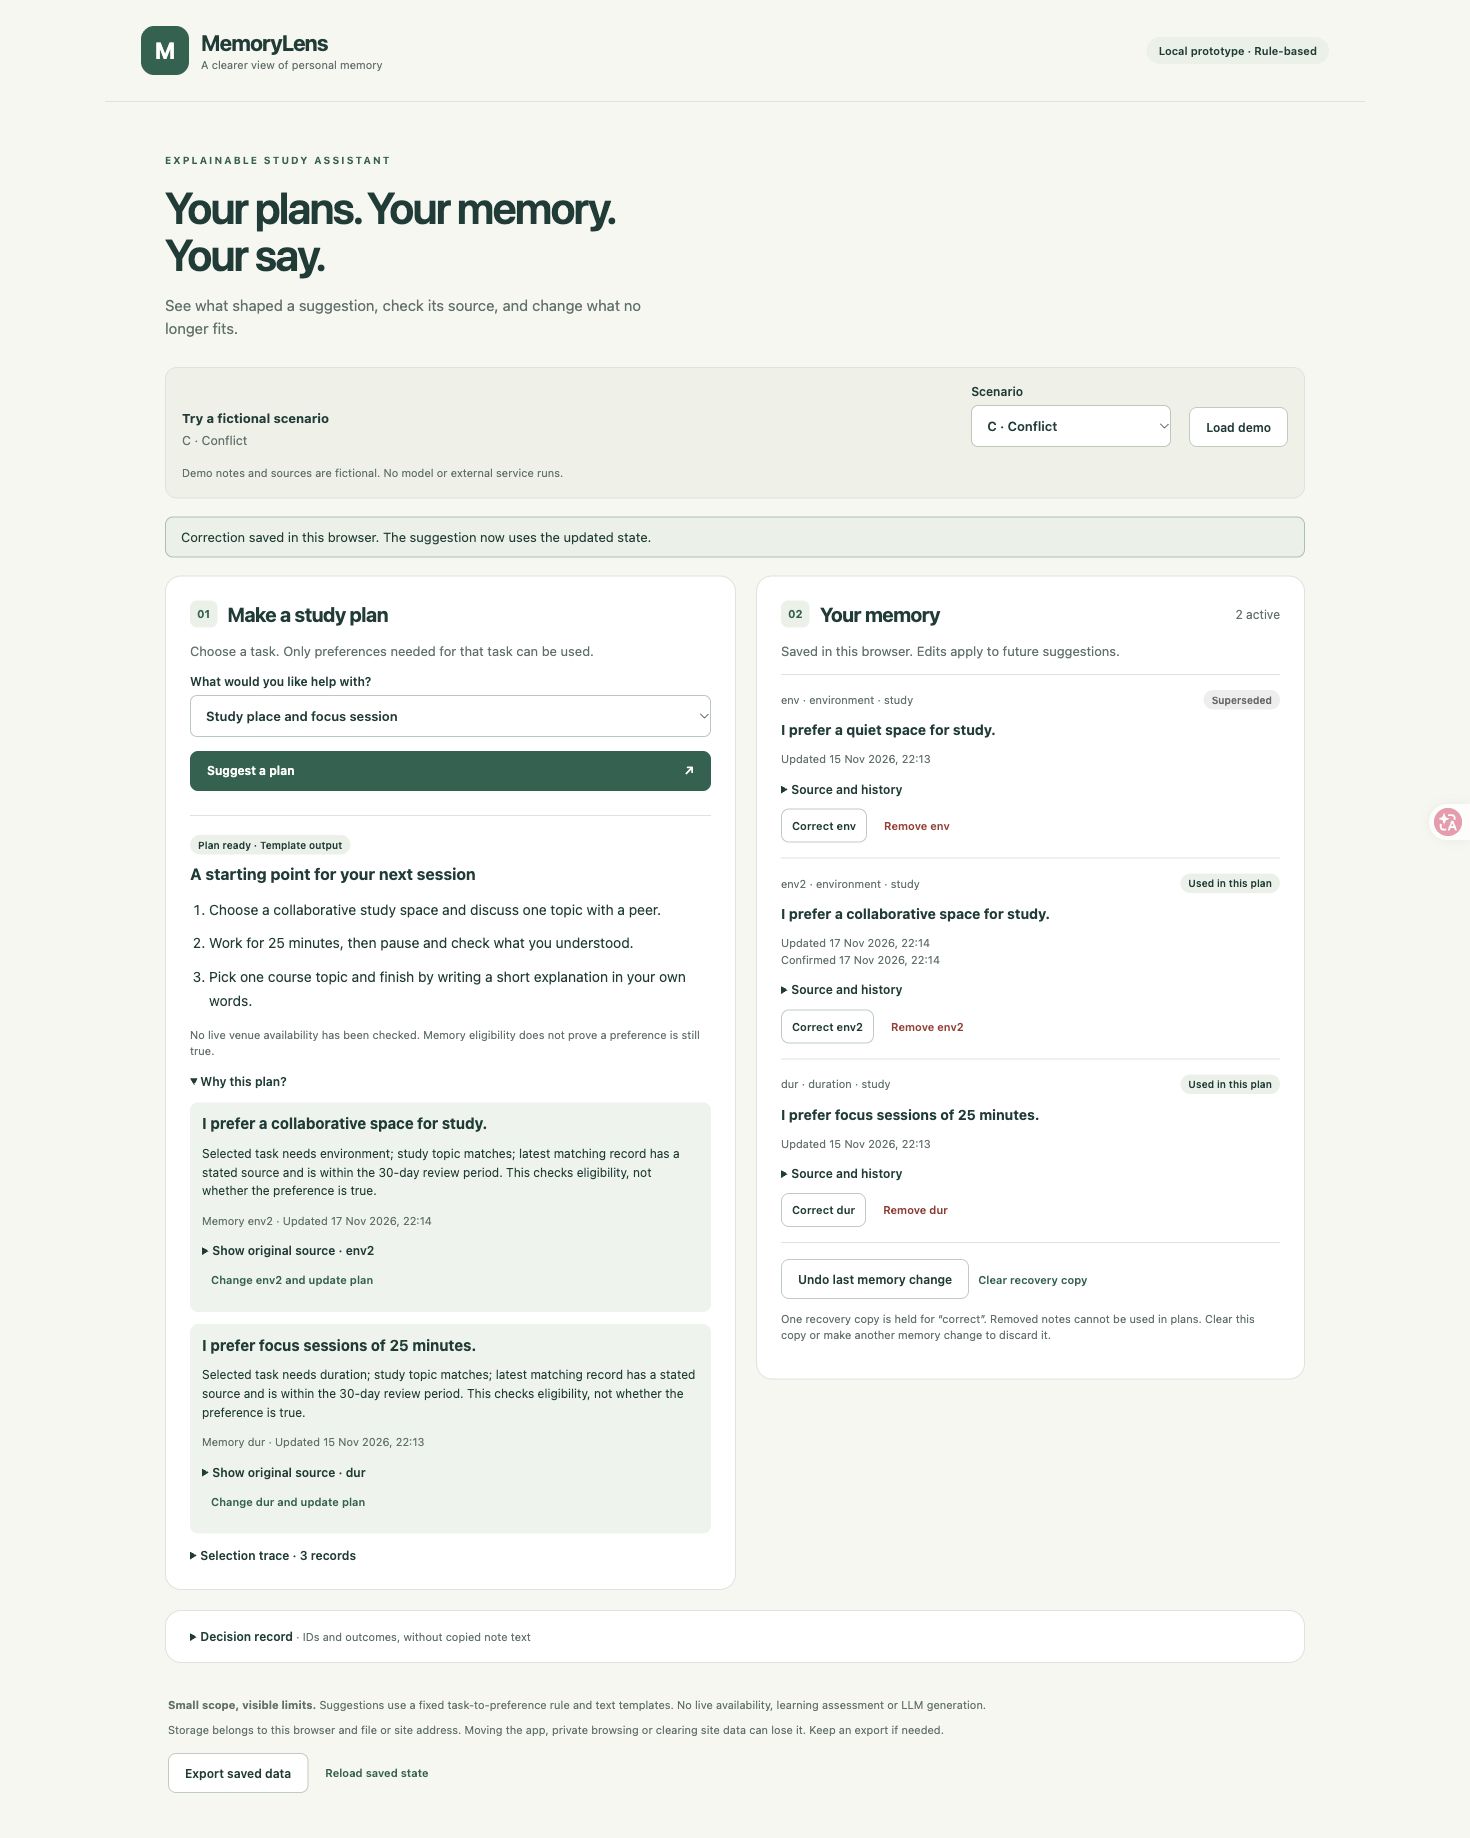 M
MemoryLens
A clearer view of personal memory
Local prototype · Rule-based
EXPLAINABLE STUDY ASSISTANT
Your plans. Your memory.
Your say.
See what shaped a suggestion, check its source, and change what no
longer fits.
Try a fictional scenario
C · Conflict
Demo notes and sources are fictional. No model or external service runs.
Scenario
C · Conflict
Load demo
Correction saved in this browser. The suggestion now uses the updated state.
01 Make a study plan
Choose a task. Only preferences needed for that task can be used.
What would you like help with?
Study place and focus session
Suggest a plan ↗
Plan ready · Template output
A starting point for your next session
1. Choose a collaborative study space and discuss one topic with a peer.
2. Work for 25 minutes, then pause and check what you understood.
3. Pick one course topic and finish by writing a short explanation in your own
words.
No live venue availability has been checked. Memory eligibility does not prove a preference is still
true.
▼ Why this plan?
I prefer a collaborative space for study.
Selected task needs environment; study topic matches; latest matching record has a
stated source and is within the 30-day review period. This checks eligibility, not
whether the preference is true.
Memory env2 · Updated 17 Nov 2026, 22:14
▶ Show original source · env2
Change env2 and update plan
I prefer focus sessions of 25 minutes.
Selected task needs duration; study topic matches; latest matching record has a stated
source and is within the 30-day review period. This checks eligibility, not whether the
preference is true.
Memory dur · Updated 15 Nov 2026, 22:13
▶ Show original source · dur
Change dur and update plan
▶ Selection trace · 3 records
02 Your memory
2 active
Saved in this browser. Edits apply to future suggestions.
env · environment · study
Superseded
I prefer a quiet space for study.
Updated 15 Nov 2026, 22:13
▶ Source and history
Correct env
Remove env
env2 · environment · study
Used in this plan
I prefer a collaborative space for study.
Updated 17 Nov 2026, 22:14
Confirmed 17 Nov 2026, 22:14
▶ Source and history
Correct env2
Remove env2
dur · duration · study
Used in this plan
I prefer focus sessions of 25 minutes.
Updated 15 Nov 2026, 22:13
▶ Source and history
Correct dur
Remove dur
Undo last memory change
Clear recovery copy
One recovery copy is held for “correct”. Removed notes cannot be used in plans. Clear this
copy or make another memory change to discard it.
▶ Decision record · IDs and outcomes, without copied note text
Small scope, visible limits. Suggestions use a fixed task-to-preference rule and text templates. No live availability, learning assessment or LLM generation.
Storage belongs to this browser and file or site address. Moving the app, private browsing or clearing site data can lose it. Keep an export if needed.
Export saved data
Reload saved state
A